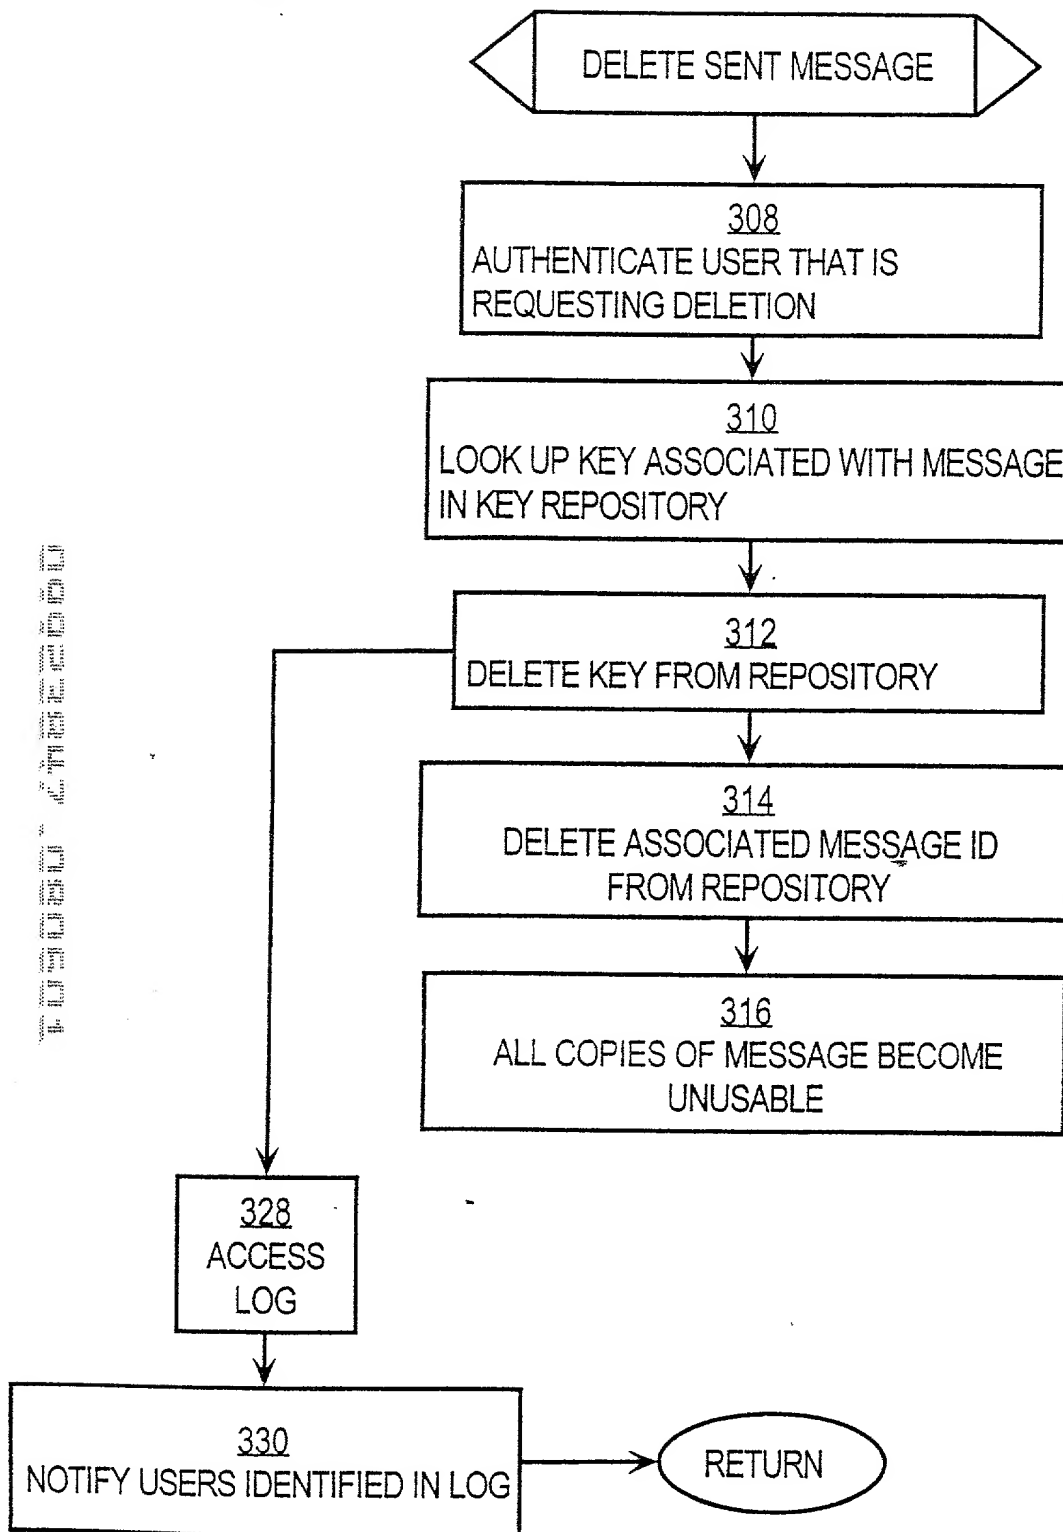 DELETE SENT MESSAGE
308
AUTHENTICATE USER THAT IS
REQUESTING DELETION
310
LOOK UP KEY ASSOCIATED WITH MESSAGE
IN KEY REPOSITORY
312
DELETE KEY FROM REPOSITORY
314
DELETE ASSOCIATED MESSAGE ID
FROM REPOSITORY
316
ALL COPIES OF MESSAGE BECOME
UNUSABLE
328
ACCESS
LOG
330
NOTIFY USERS IDENTIFIED IN LOG
RETURN